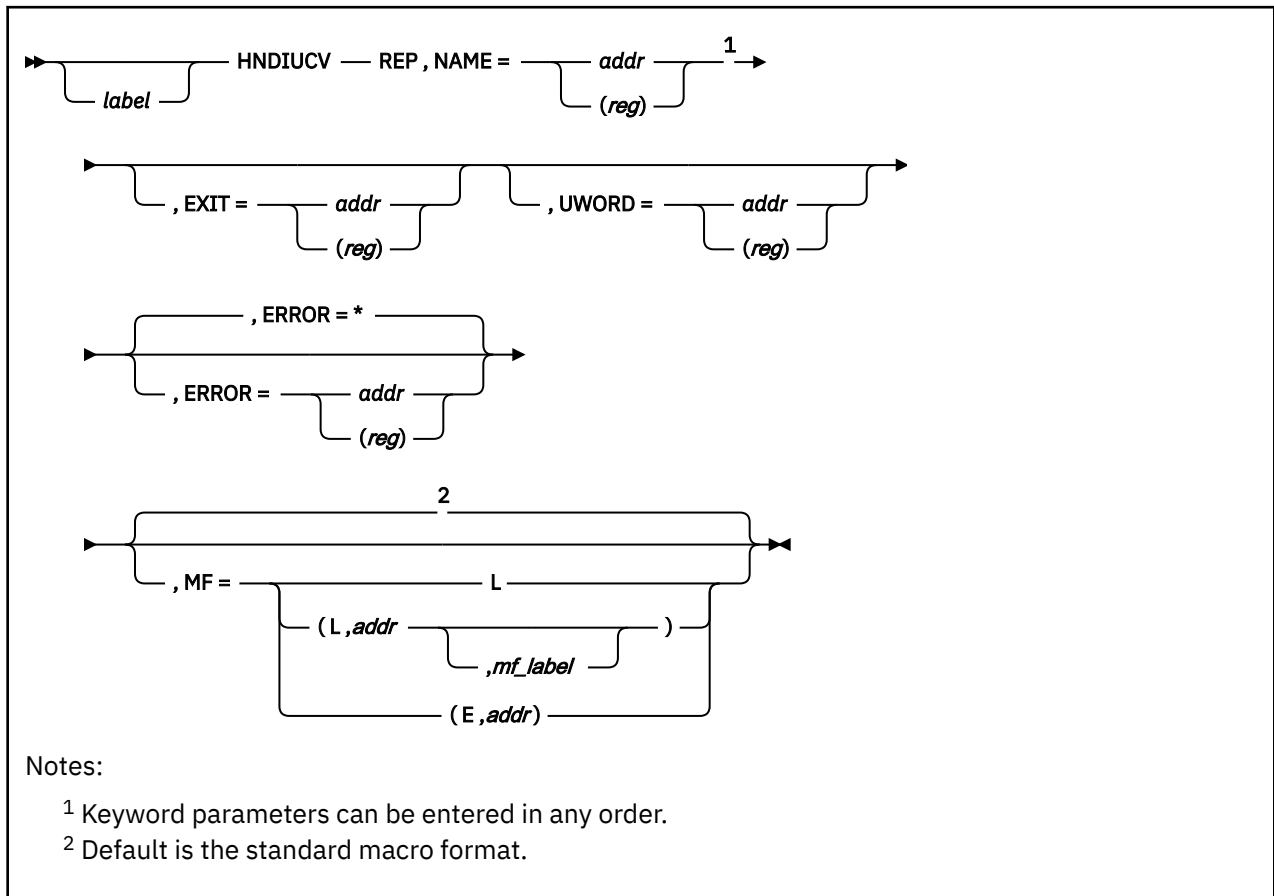 1
HNDIUCV REP , NAME = addr
label (reg)
, EXIT = addr , UWORD = addr
(reg) (reg)
, ERROR = *
, ERROR = addr
(reg)
2
, MF = L
( L ,addr )
,mf_label
( E ,addr)
Notes:
1 Keyword parameters can be entered in any order.
2 Default is the standard macro format.